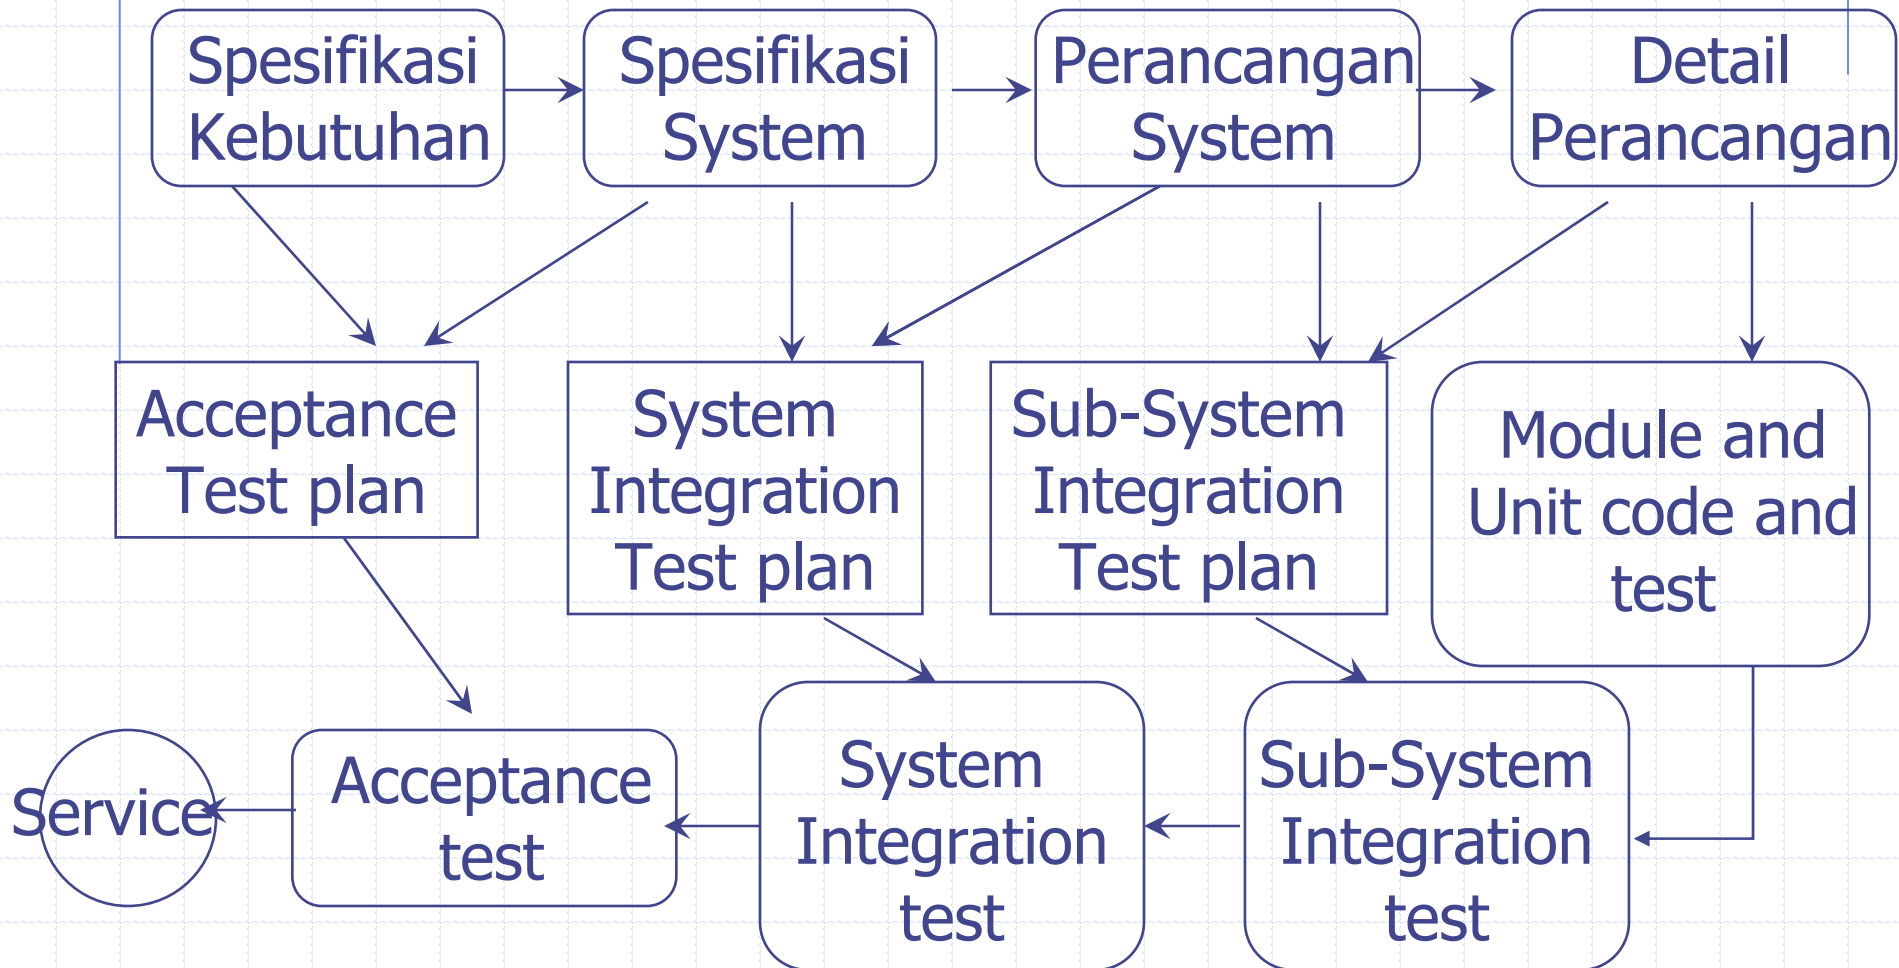 Spesifikasi
Kebutuhan
Spesifikasi
System
Perancangan
System
Detail
Perancangan
Acceptance
Test plan
System
Integration
Test plan
Sub-System
Integration
Test plan
Module and
Unit code and
test
Service
Acceptance
test
System
Integration
test
Sub-System
Integration
test